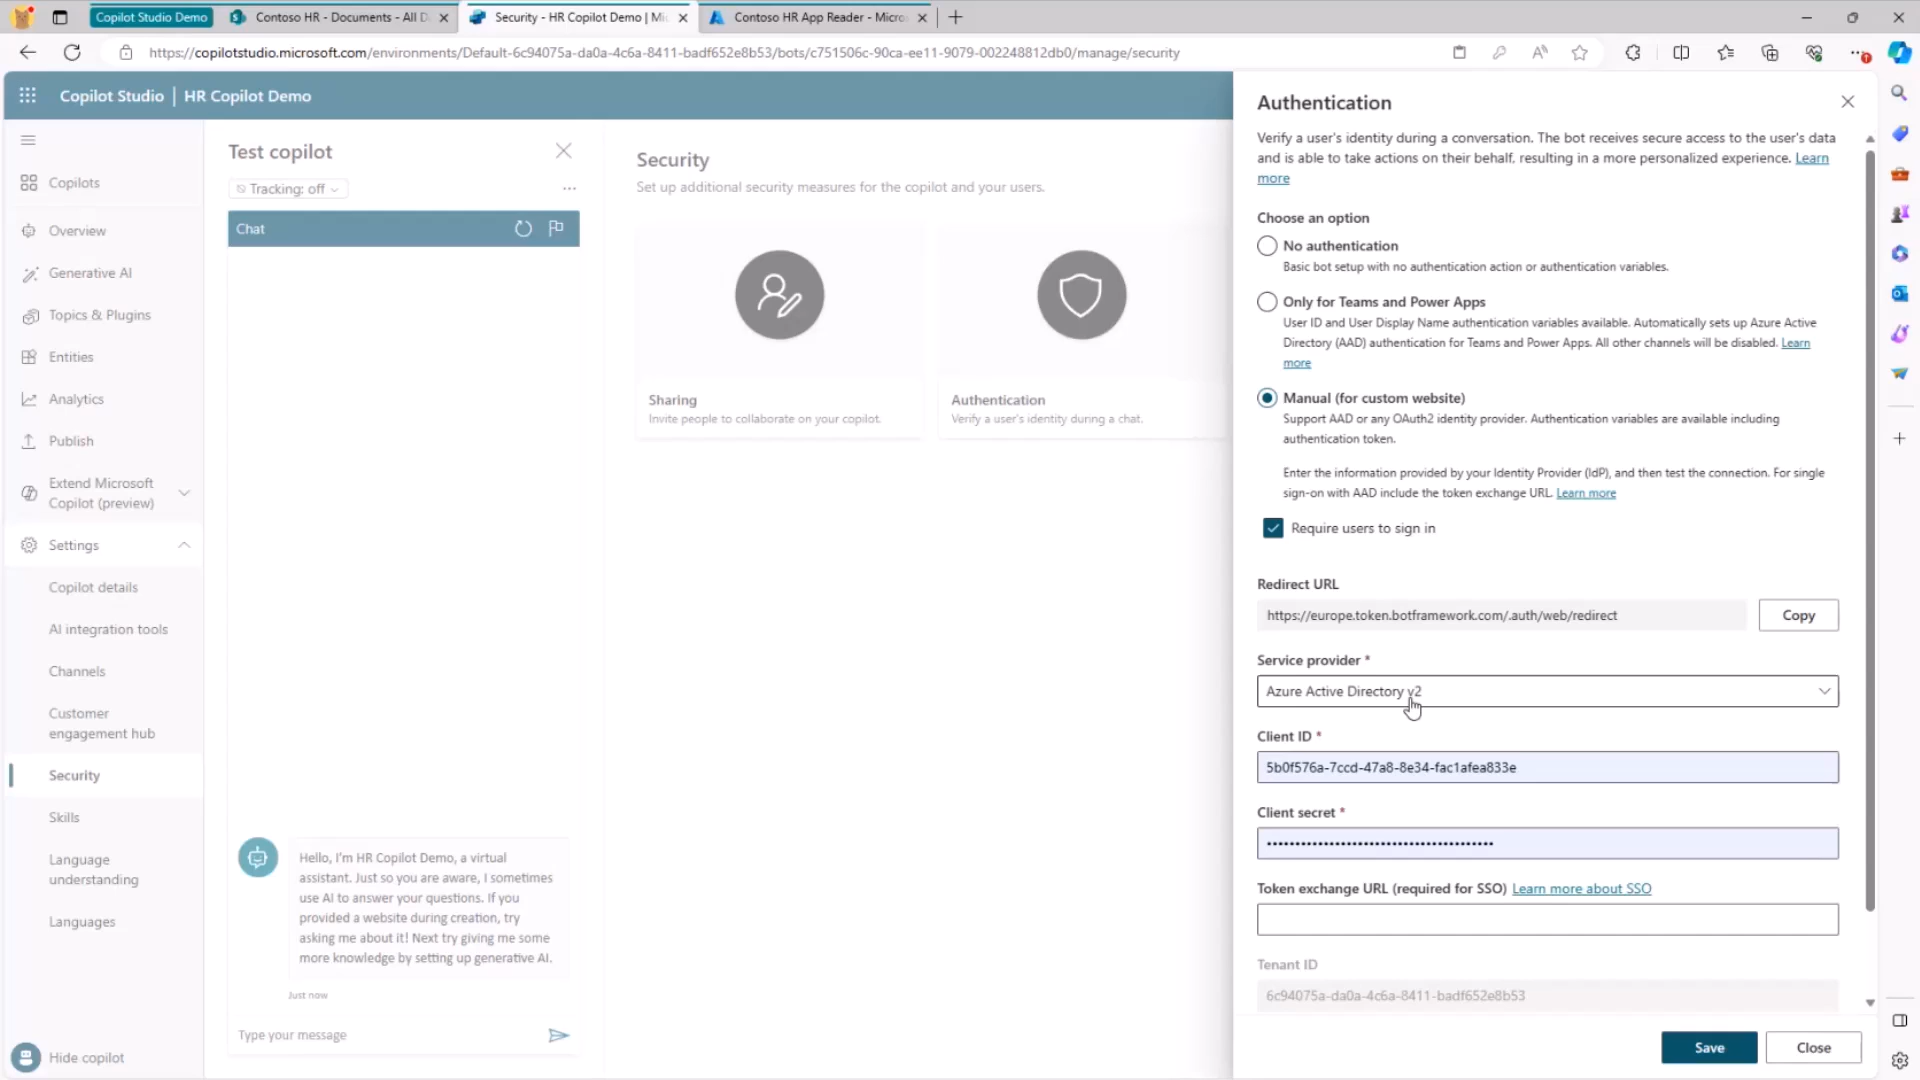 Copilot Studio Demo
Contoso HR - Documents - All D
Security - HR Copilot Demo | Mi
Contoso HR App Reader - Micro
https://copilotstudio.microsoft.com/environments/Default-6c94075a-da0a-4c6a-8411-badf652e8b53/bots/c751506c-90ca-ee11-9079-002248812db0/manage/security
Copilot Studio | HR Copilot Demo
Copilots
Overview
Generative AI
Topics & Plugins
Entities
Analytics
Publish
Extend Microsoft
Copilot (preview)
Settings
Copilot details
AI integration tools
Channels
Customer
engagement hub
Security
Skills
Language
understanding
Languages
Hide copilot
Test copilot
Tracking: off
Chat
Hello, I'm HR Copilot Demo, a virtual
assistant. Just so you are aware, I sometimes
use AI to answer your questions. If you
provided a website during creation, try
asking me about it! Next try giving me some
more knowledge by setting up generative AI.
Just now
Type your message
Security
Set up additional security measures for the copilot and your users.
Sharing
Invite people to collaborate on your copilot.
Authentication
Verify a user's identity during a chat.
Authentication
Verify a user's identity during a conversation. The bot receives secure access to the user's data
and is able to take actions on their behalf, resulting in a more personalized experience. Learn
more
Choose an option
No authentication
Basic bot setup with no authentication action or authentication variables.
Only for Teams and Power Apps
User ID and User Display Name authentication variables available. Automatically sets up Azure Active
Directory (AAD) authentication for Teams and Power Apps. All other channels will be disabled. Learn
more
Manual (for custom website)
Support AAD or any OAuth2 identity provider. Authentication variables are available including
authentication token.
Enter the information provided by your Identity Provider (IdP), and then test the connection. For single
sign-on with AAD include the token exchange URL. Learn more
Require users to sign in
Redirect URL
https://europe.token.botframework.com/.auth/web/redirect
Copy
Service provider *
Azure Active Directory v2
Client ID *
5b0f576a-7ccd-47a8-8e34-fac1afea833e
Client secret *
Token exchange URL (required for SSO) Learn more about SSO
Tenant ID
6c94075a-da0a-4c6a-8411-badf652e8b53
Save
Close